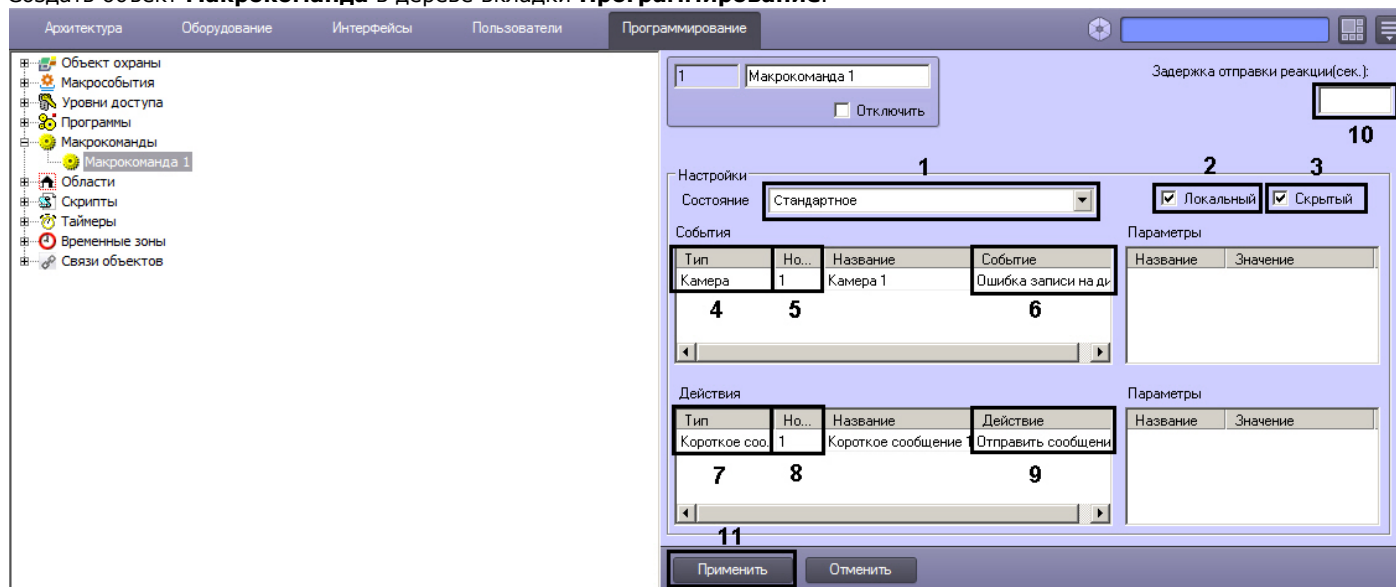 Создать объект Макрокоманда в дереве вкладки Программирование.
Архитектура Оборудование Интерфейсы Пользователи Программирование
Объект охраны
Макрособытия
Уровни доступа
Программы
Макрокоманды
Макрокоманда 1
Области
Скрипты
Таймеры
Временные зоны
Связи объектов
1 Макрокоманда 1
Отключить
Задержка отправки реакции(сек.):
10
Настройки
1 2 3
Состояние Стандартное Локальный Скрытый
События Параметры
Тип Но... Название Событие Название Значение
Камера 1 Камера 1 Ошибка записи на ди
4 5 6
Действия Параметры
Тип Но... Название Действие Название Значение
Короткое соо. 1 Короткое сообщение 1 Отправить сообщени
7 8 9
11
Применить Отменить